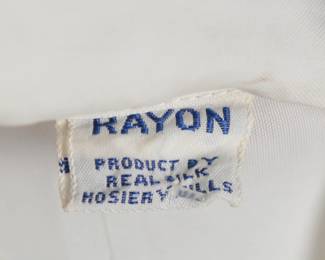 RAYON
PRODUCT BY
REAL SILK
HOSIERY MILLS